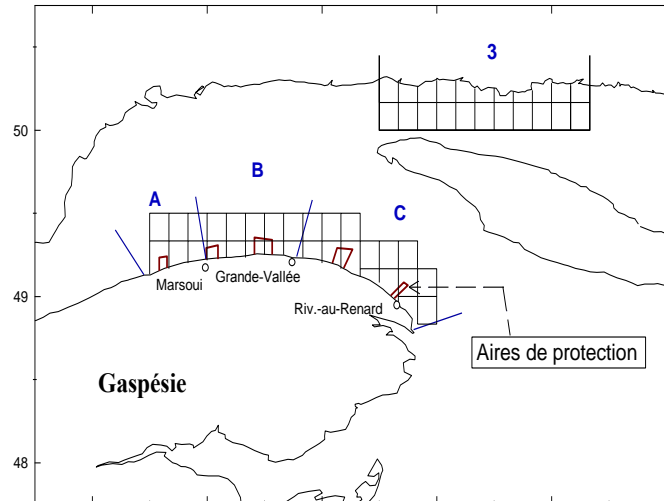 3
50
B
A
C
Marsoui
Grande-Vallée
49
Riv.-au-Renard
Aires de protection
Gaspésie
48